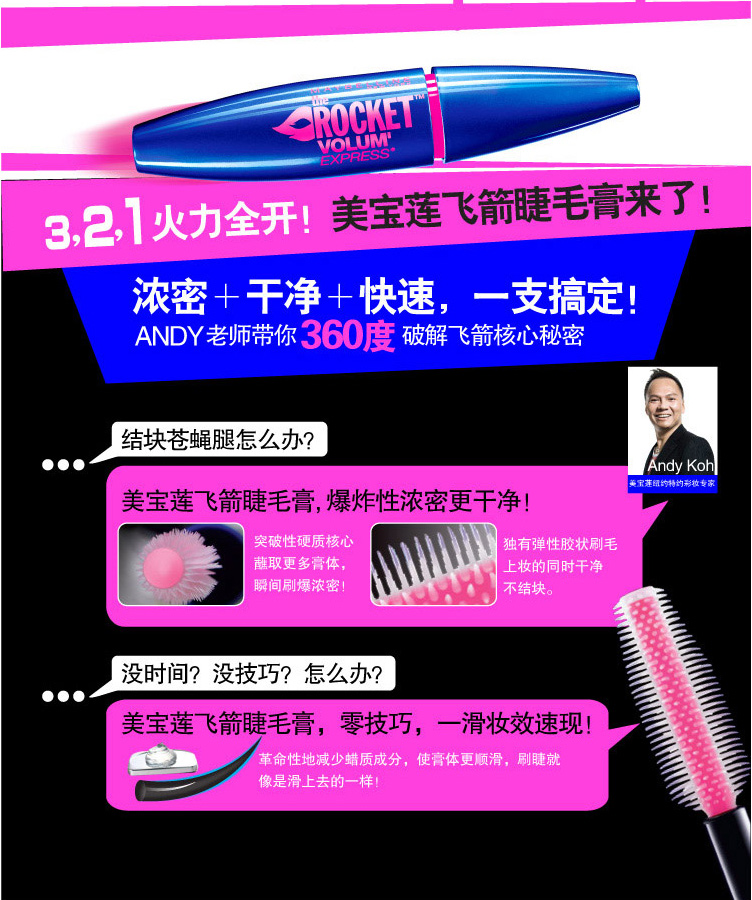 MAYBELLINE
the
ROCKET™
VOLUM'
EXPRESS®
3,2,1火力全开！美宝莲飞箭睫毛膏来了！
浓密＋干净＋快速，一支搞定！
ANDY老师带你360度破解飞箭核心秘密
Andy Koh
美宝莲纽约特约彩妆专家
结块苍蝇腿怎么办？
美宝莲飞箭睫毛膏，爆炸性浓密更干净！
突破性硬质核心
蘸取更多膏体，
瞬间刷爆浓密！
独有弹性胶状刷毛
上妆的同时干净
不结块。
没时间？没技巧？怎么办？
美宝莲飞箭睫毛膏，零技巧，一滑妆效速现！
革命性地减少蜡质成分，使膏体更顺滑，刷睫就
像是滑上去的一样！